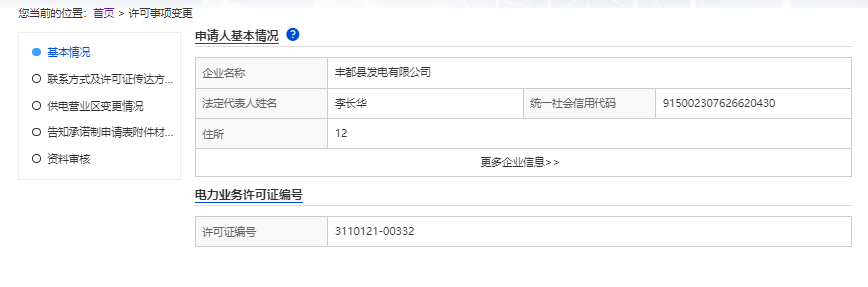 您当前的位置：首页 > 许可事项变更
基本情况
联系方式及许可证传达方...
供电营业区变更情况
告知承诺制申请表附件材...
资料审核
申请人基本情况 ?
企业名称 丰都县发电有限公司
法定代表人姓名 李长华 统一社会信用代码 915002307626620430
住所 12
更多企业信息>>
电力业务许可证编号
许可证编号 3110121-00332